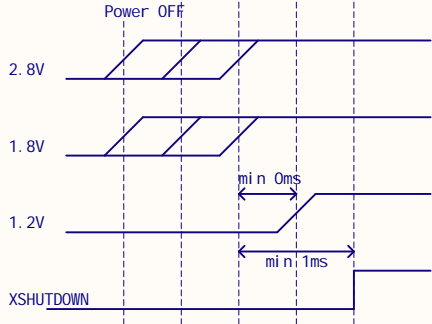 Power OFF
2.8V
1.8V
min 0ms
1.2V
min 1ms
XSHUTDOWN